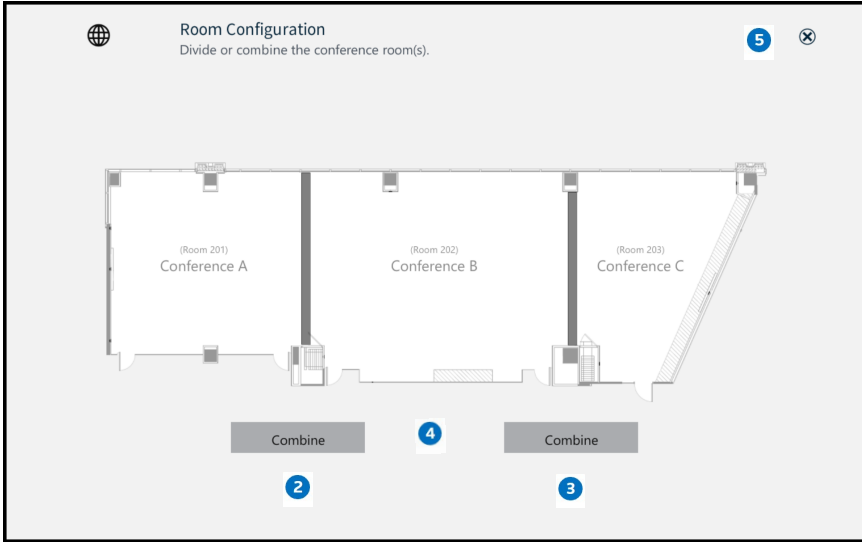 Room Configuration
Divide or combine the conference room(s).
5
(Room 201)
Conference A
(Room 202)
Conference B
(Room 203)
Conference C
Combine
4
Combine
2
3